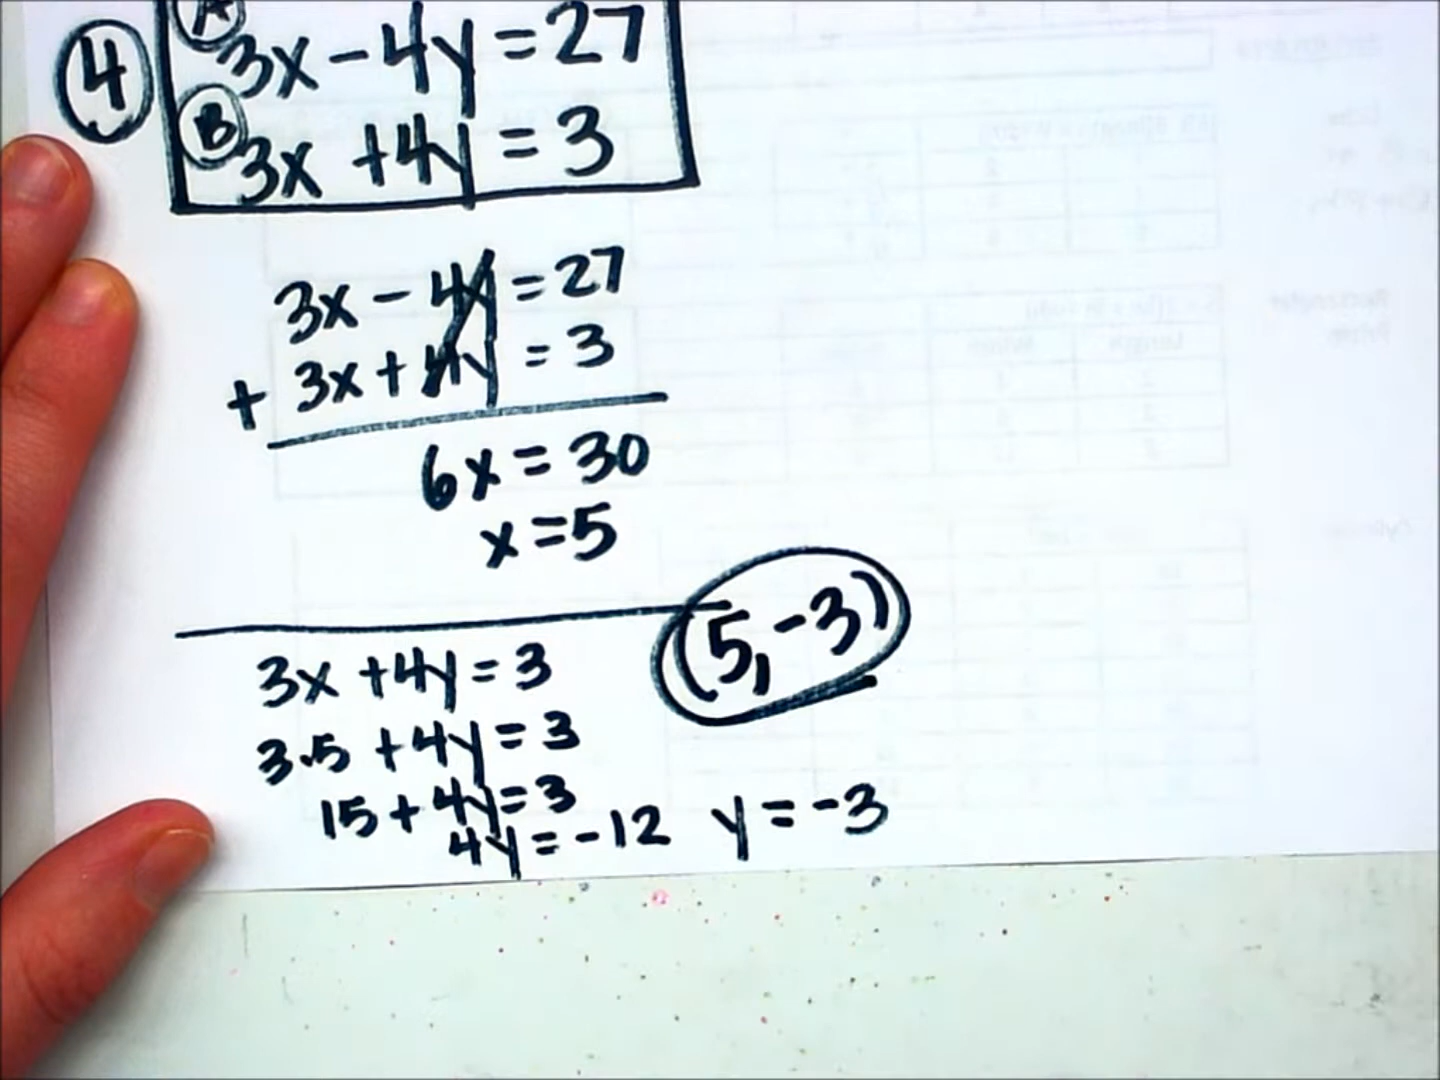 4
A
3x - 4y = 27
B
3x + 4y = 3
3x - 4y = 27
+ 3x + 4y = 3
6x = 30
x = 5
(5, -3)
3x + 4y = 3
3·5 + 4y = 3
15 + 4y = 3
4y = -12 y = -3